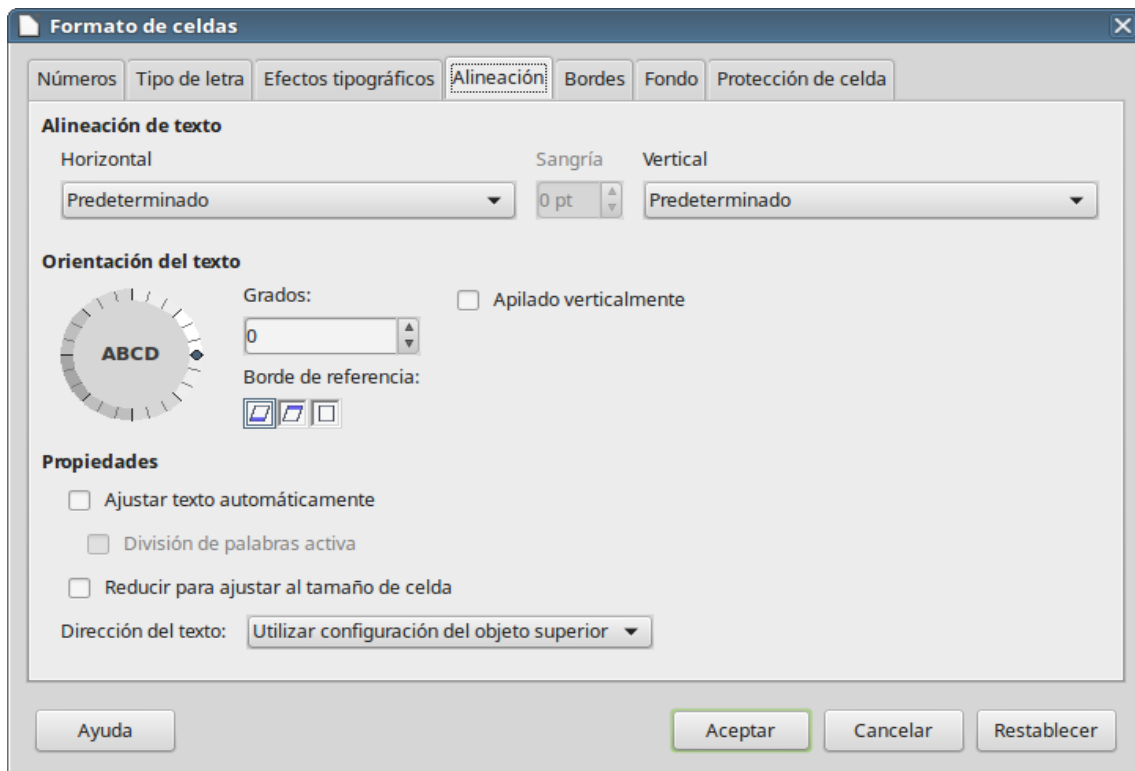 Formato de celdas
Números Tipo de letra Efectos tipográficos Alineación Bordes Fondo Protección de celda
Alineación de texto
Horizontal Sangría Vertical
Predeterminado 0 pt Predeterminado
Orientación del texto
Grados: Apilado verticalmente
0
ABCD
Borde de referencia:
Propiedades
Ajustar texto automáticamente
División de palabras activa
Reducir para ajustar al tamaño de celda
Dirección del texto: Utilizar configuración del objeto superior
Ayuda Aceptar Cancelar Restablecer